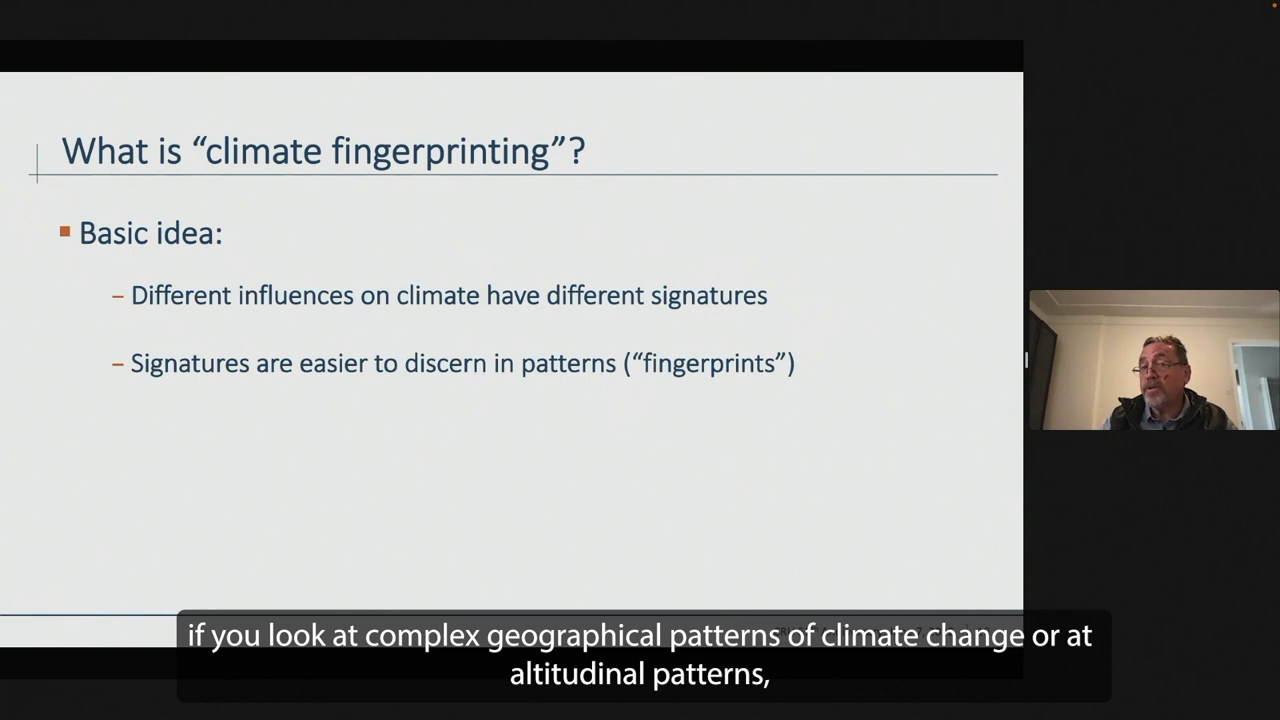 What is “climate fingerprinting”?
▪ Basic idea:
– Different influences on climate have different signatures
– Signatures are easier to discern in patterns (“fingerprints”)
if you look at complex geographical patterns of climate change or at
altitudinal patterns,